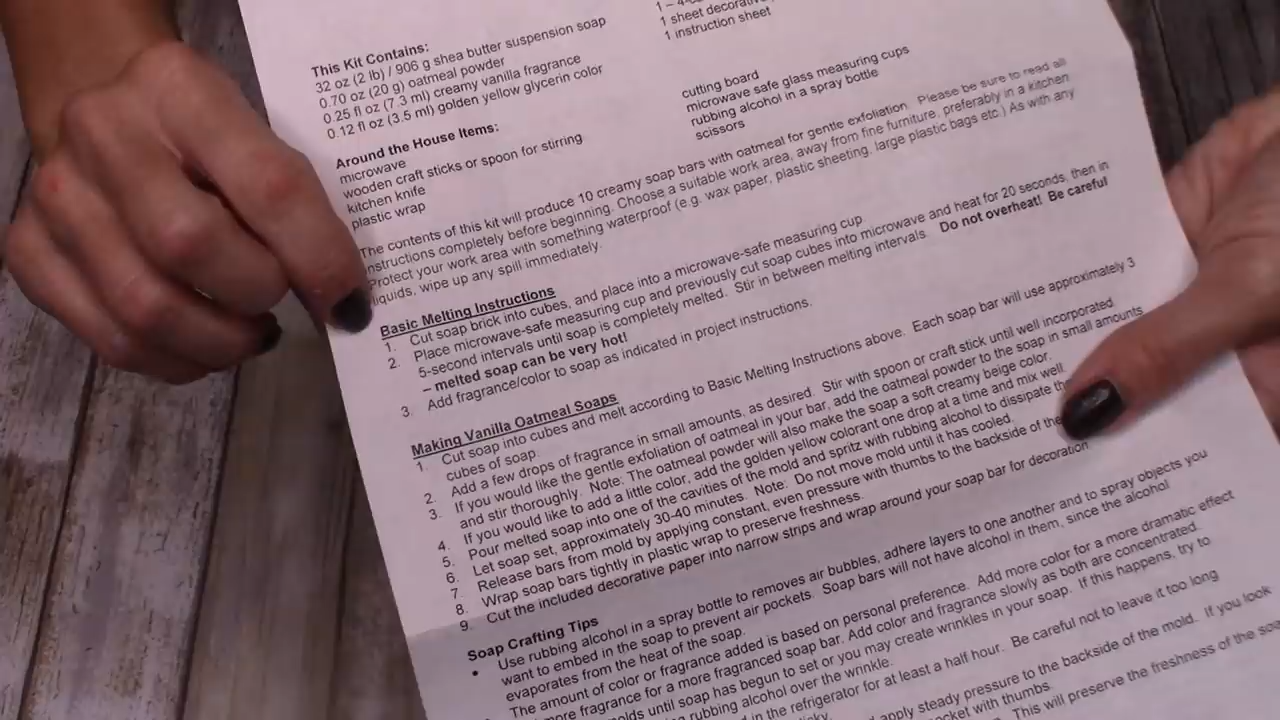 1 sheet
1 instruction sheet
This Kit Contains:
32 oz (2 lb) / 906 g shea butter suspension soap
0.70 oz (20 g) oatmeal powder
0.25 fl oz (7.3 ml) creamy vanilla fragrance
0.12 fl oz (3.5 ml) golden yellow glycerin color
Around the House Items:
microwave
wooden craft sticks or spoon for stirring
kitchen knife
plastic wrap
cutting board
microwave safe glass measuring cups
rubbing alcohol in a spray bottle
scissors
The contents of this kit will produce 10 creamy soap bars with oatmeal for gentle exfoliation. Please be sure to read all
instructions completely before beginning. Choose a suitable work area, away from fine furniture, preferably in a kitchen.
Protect your work area with something waterproof (e.g. wax paper, plastic sheeting, large plastic bags etc.) As with any
liquids, wipe up any spill immediately.
Basic Melting Instructions
1. Cut soap brick into cubes, and place into a microwave-safe measuring cup.
2. Place microwave-safe measuring cup and previously cut soap cubes into microwave and heat for 20 seconds, then in
5-second intervals until soap is completely melted. Stir in between melting intervals. Do not overheat! Be careful
– melted soap can be very hot!
3. Add fragrance/color to soap as indicated in project instructions.
Making Vanilla Oatmeal Soaps
1. Cut soap into cubes and melt according to Basic Melting Instructions above. Each soap bar will use approximately 3
cubes of soap.
2. Add a few drops of fragrance in small amounts, as desired. Stir with spoon or craft stick until well incorporated.
3. If you would like the gentle exfoliation of oatmeal in your bar, add the oatmeal powder to the soap in small amounts
and stir thoroughly. Note: The oatmeal powder will also make the soap a soft creamy beige color.
4. If you would like to add a little color, add the golden yellow colorant one drop at a time and mix well.
5. Pour melted soap into one of the cavities of the mold and spritz with rubbing alcohol to dissipate
6. Let soap set, approximately 30-40 minutes. Note: Do not move mold until it has cooled.
7. Release bars from mold by applying constant, even pressure with thumbs to the backside of the
8. Wrap soap bars tightly in plastic wrap to preserve freshness.
9. Cut the included decorative paper into narrow strips and wrap around your soap bar for decoration.
Soap Crafting Tips
• Use rubbing alcohol in a spray bottle to removes air bubbles, adhere layers to one another and to spray objects you
want to embed in the soap to prevent air pockets. Soap bars will not have alcohol in them, since the alcohol
evaporates from the heat of the soap.
The amount of color or fragrance added is based on personal preference. Add more color for a more dramatic effect
more fragrance for a more fragranced soap bar. Add color and fragrance slowly as both are concentrated.
until soap has begun to set or you may create wrinkles in your soap. If this happens, try to
rubbing alcohol over the wrinkle.
in the refrigerator for at least a half hour. Be careful not to leave it too long
apply steady pressure to the backside of the mold. If you look
with thumbs.
This will preserve the freshness of the